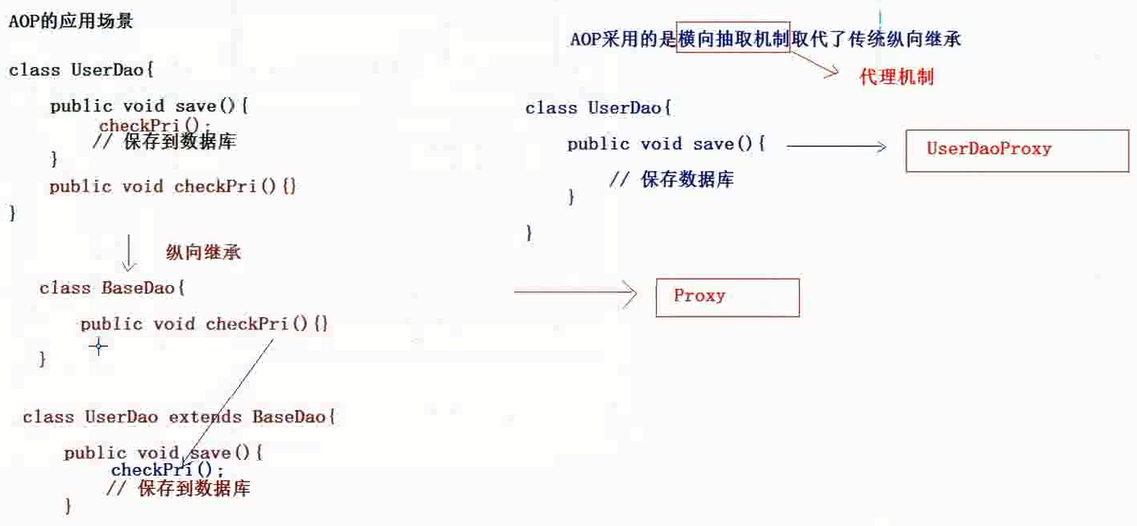 AOP的应用场景
class UserDao{
public void save(){
checkPri();
// 保存到数据库
}
public void checkPri(){}
}
纵向继承
class BaseDao{
public void checkPri(){}
}
class UserDao extends BaseDao{
public void save(){
checkPri();
// 保存到数据库
}
AOP采用的是横向抽取机制取代了传统纵向继承
代理机制
class UserDao{
public void save(){
// 保存数据库
}
}
UserDaoProxy
Proxy